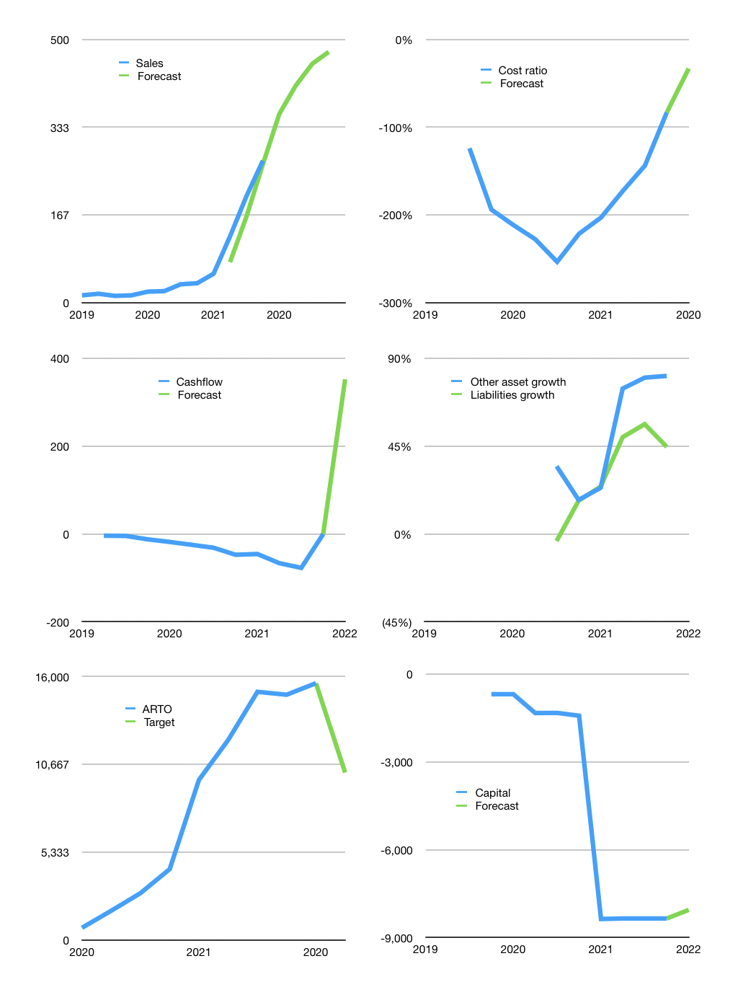 500
Sales
Forecast
333
167
0
2019 2020 2021 2020
0%
Cost ratio
Forecast
-100%
-200%
-300%
2019 2020 2021 2020
400
Cashflow
Forecast
200
0
-200
2019 2020 2021 2022
90%
Other asset growth
Liabilities growth
45%
0%
(45%)
2019 2020 2021 2022
16,000
ARTO
Target
10,667
5,333
0
2020 2021 2020
0
-3,000
Capital
Forecast
-6,000
-9,000
2019 2020 2021 2022